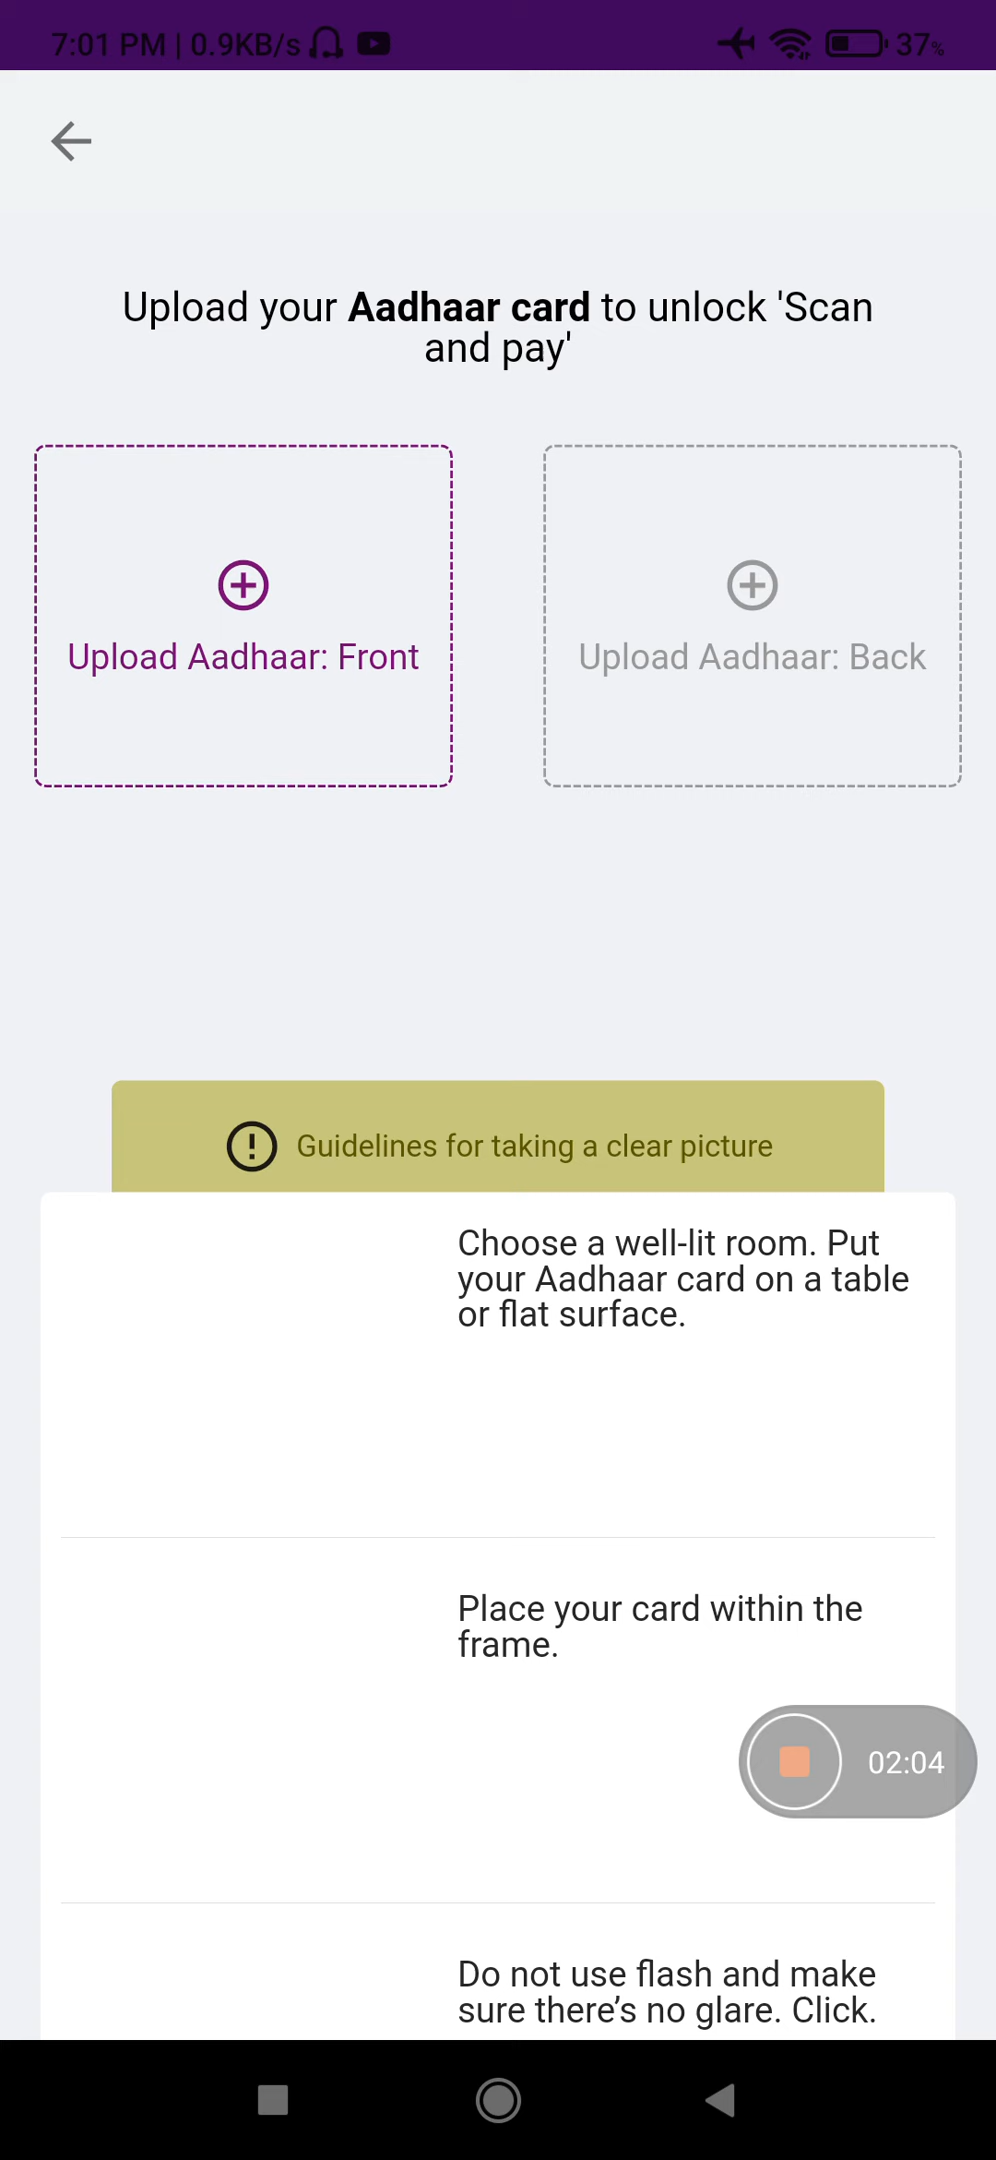 7:01 PM | 0.9KB/s
37%
Upload your Aadhaar card to unlock 'Scan
and pay'
Upload Aadhaar: Front
Upload Aadhaar: Back
Guidelines for taking a clear picture
Choose a well-lit room. Put
your Aadhaar card on a table
or flat surface.
Place your card within the
frame.
02:04
Do not use flash and make
sure there’s no glare. Click.